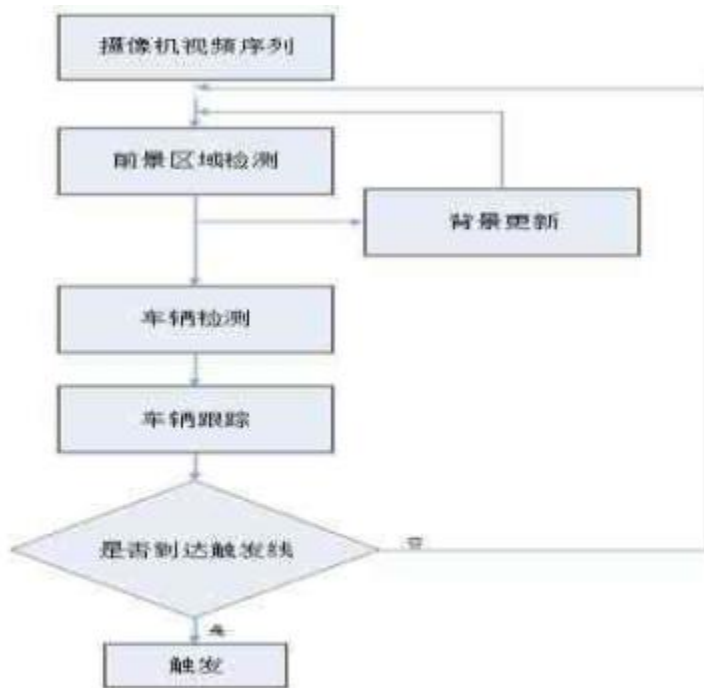 摄像机视频序列
前景区域检测
背景更新
车辆检测
车辆跟踪
是否到达触发线
否
是
触发